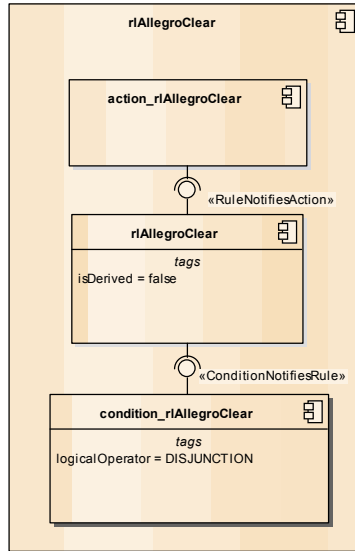 rlAllegroClear
action_rlAllegroClear
«RuleNotifiesAction»
rlAllegroClear
tags
isDerived = false
«ConditionNotifiesRule»
condition_rlAllegroClear
tags
logicalOperator = DISJUNCTION